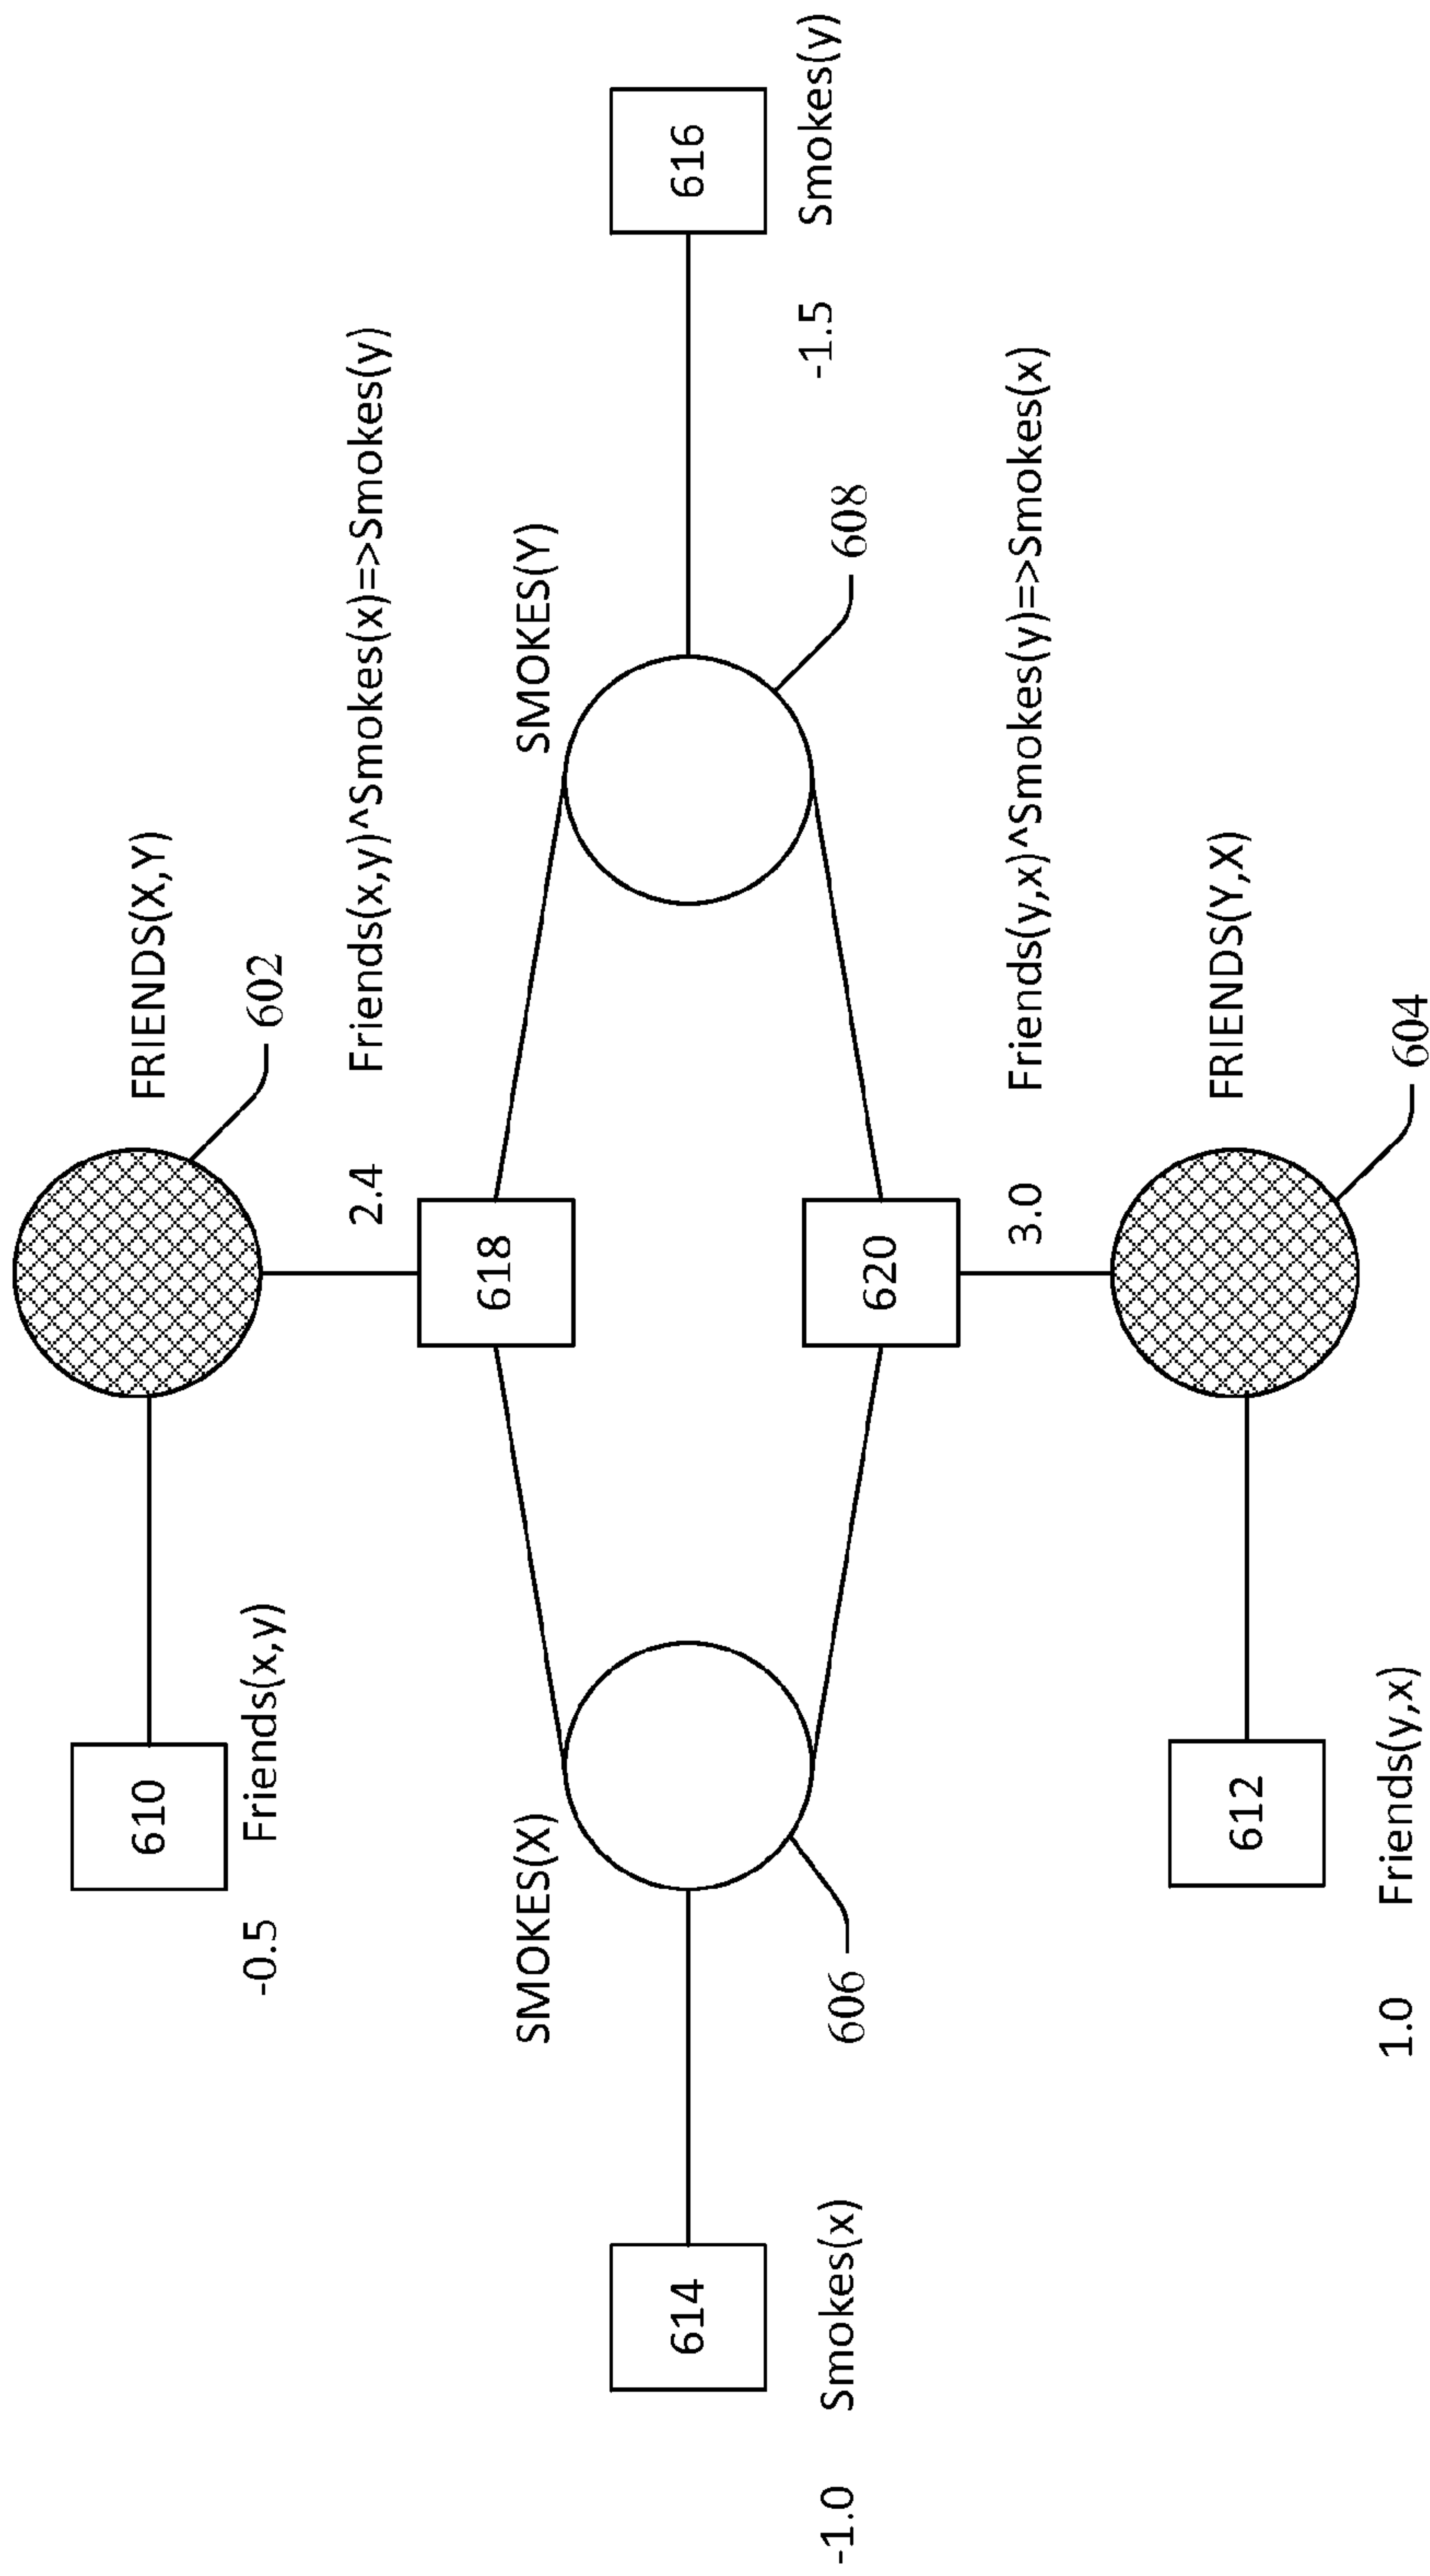 FRIENDS(X,Y)
602
610
-0.5 Friends(x,y)
2.4 Friends(x,y)^Smokes(x)=>Smokes(y)
618
SMOKES(X)
SMOKES(Y)
614
616
-1.0 Smokes(x)
606
608
-1.5 Smokes(y)
620
3.0 Friends(y,x)^Smokes(y)=>Smokes(x)
FRIENDS(Y,X)
612
604
1.0 Friends(y,x)